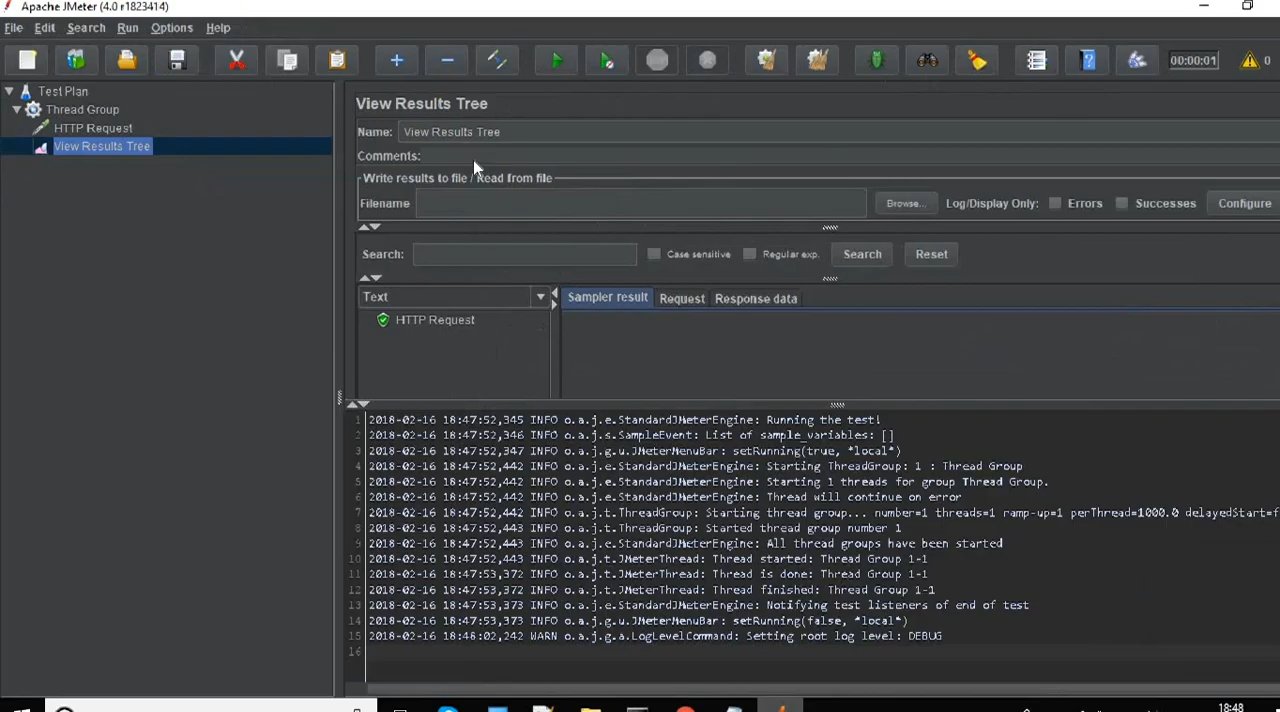 Apache JMeter (4.0 r1823414)
File Edit Search Run Options Help
00:00:01 0
Test Plan
Thread Group
HTTP Request
View Results Tree
View Results Tree
Name: View Results Tree
Comments:
Write results to file / Read from file
Filename Browse... Log/Display Only: Errors Successes Configure
Search: Case sensitive Regular exp. Search Reset
Text Sampler result Request Response data
HTTP Request
1 2018-02-16 18:47:52,345 INFO o.a.j.e.StandardJMeterEngine: Running the test!
2 2018-02-16 18:47:52,346 INFO o.a.j.s.SampleEvent: List of sample_variables: []
3 2018-02-16 18:47:52,347 INFO o.a.j.g.u.JMeterMenuBar: setRunning(true, *local*)
4 2018-02-16 18:47:52,442 INFO o.a.j.e.StandardJMeterEngine: Starting ThreadGroup: 1 : Thread Group
5 2018-02-16 18:47:52,442 INFO o.a.j.e.StandardJMeterEngine: Starting 1 threads for group Thread Group.
6 2018-02-16 18:47:52,442 INFO o.a.j.e.StandardJMeterEngine: Thread will continue on error
7 2018-02-16 18:47:52,442 INFO o.a.j.t.ThreadGroup: Starting thread group... number=1 threads=1 ramp-up=1 perThread=1000.0 delayedStart=f
8 2018-02-16 18:47:52,443 INFO o.a.j.t.ThreadGroup: Started thread group number 1
9 2018-02-16 18:47:52,443 INFO o.a.j.e.StandardJMeterEngine: All thread groups have been started
10 2018-02-16 18:47:52,443 INFO o.a.j.t.JMeterThread: Thread started: Thread Group 1-1
11 2018-02-16 18:47:53,372 INFO o.a.j.t.JMeterThread: Thread is done: Thread Group 1-1
12 2018-02-16 18:47:53,372 INFO o.a.j.t.JMeterThread: Thread finished: Thread Group 1-1
13 2018-02-16 18:47:53,373 INFO o.a.j.e.StandardJMeterEngine: Notifying test listeners of end of test
14 2018-02-16 18:47:53,373 INFO o.a.j.g.u.JMeterMenuBar: setRunning(false, *local*)
15 2018-02-16 18:48:02,242 WARN o.a.j.g.a.LogLevelCommand: Setting root log level: DEBUG
16
18:48